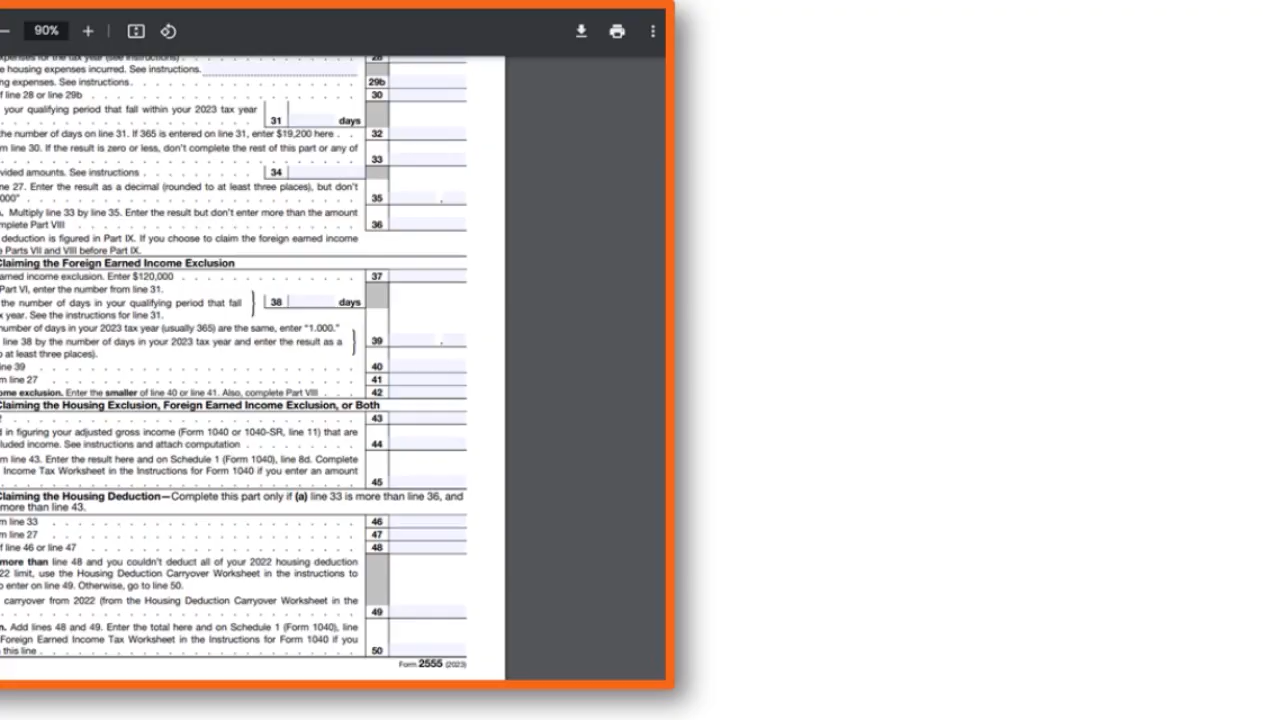 90%
xpenses for the tax year (see instructions) . 28
e housing expenses incurred. See instructions.
ng expenses. See instructions. 29b
f line 28 or line 29b 30
your qualifying period that fall within your 2023 tax year
31 days
the number of days on line 31. If 365 is entered on line 31, enter $19,200 here . . 32
m line 30. If the result is zero or less, don't complete the rest of this part or any of
33
vided amounts. See instructions 34
ne 27. Enter the result as a decimal (rounded to at least three places), but don't
000" 35 .
. Multiply line 33 by line 35. Enter the result but don't enter more than the amount
mplete Part VIII 36
deduction is figured in Part IX. If you choose to claim the foreign earned income
e Parts VII and VIII before Part IX.
Claiming the Foreign Earned Income Exclusion
arned income exclusion. Enter $120,000 37
Part VI, enter the number from line 31.
the number of days in your qualifying period that fall 38 days
x year. See the instructions for line 31.
number of days in your 2023 tax year (usually 365) are the same, enter "1.000."
line 38 by the number of days in your 2023 tax year and enter the result as a 39 .
o at least three places).
ine 39 40
m line 27 41
ome exclusion. Enter the smaller of line 40 or line 41. Also, complete Part VIII 42
Claiming the Housing Exclusion, Foreign Earned Income Exclusion, or Both
43
d in figuring your adjusted gross income (Form 1040 or 1040-SR, line 11) that are
luded income. See instructions and attach computation 44
m line 43. Enter the result here and on Schedule 1 (Form 1040), line 8d. Complete
Income Tax Worksheet in the Instructions for Form 1040 if you enter an amount
45
Claiming the Housing Deduction—Complete this part only if (a) line 33 is more than line 36, and
more than line 43.
m line 33 46
m line 27 47
f line 46 or line 47 48
more than line 48 and you couldn't deduct all of your 2022 housing deduction
22 limit, use the Housing Deduction Carryover Worksheet in the instructions to
o enter on line 49. Otherwise, go to line 50.
carryover from 2022 (from the Housing Deduction Carryover Worksheet in the
49
n. Add lines 48 and 49. Enter the total here and on Schedule 1 (Form 1040), line
Foreign Earned Income Tax Worksheet in the Instructions for Form 1040 if you
this line 50
Form 2555 (2023)